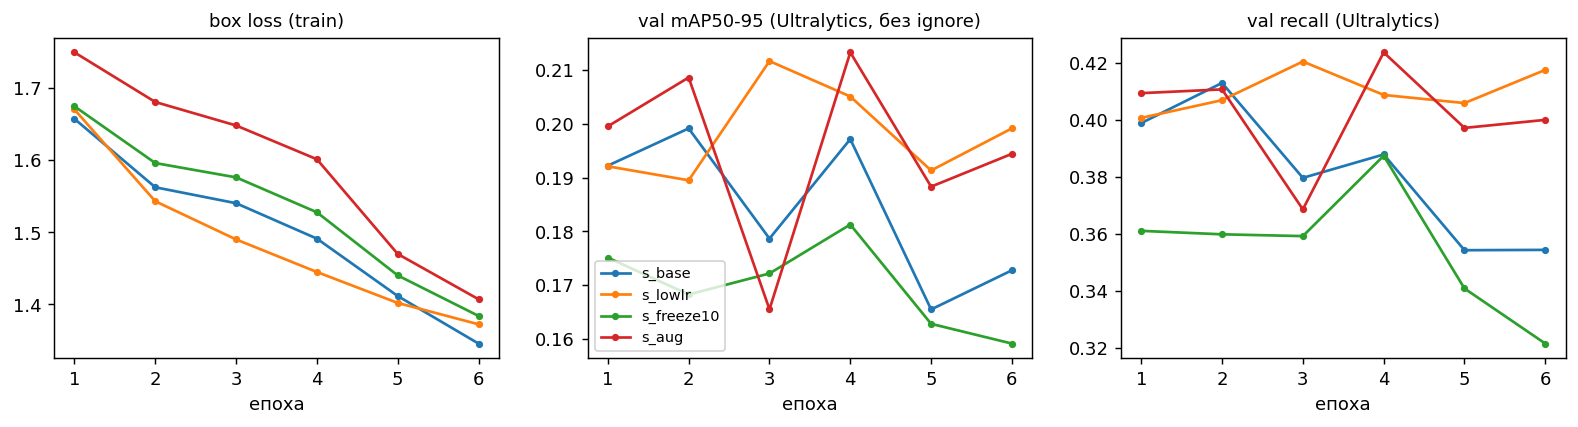 box loss (train)
1.7
1.6
1.5
1.4
1 2 3 4 5 6
епоха
val mAP50-95 (Ultralytics, без ignore)
0.21
0.20
0.19
0.18
0.17
0.16
s_base
s_lowlr
s_freeze10
s_aug
1 2 3 4 5 6
епоха
val recall (Ultralytics)
0.42
0.40
0.38
0.36
0.34
0.32
1 2 3 4 5 6
епоха